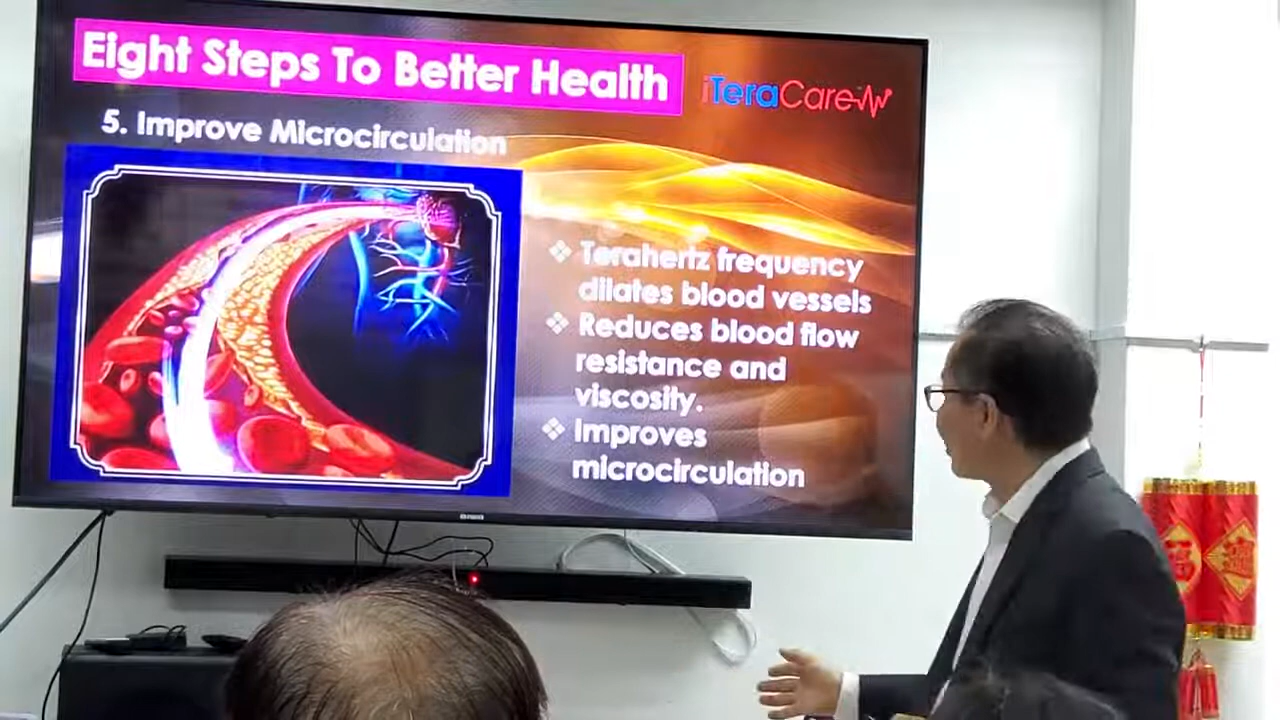 Eight Steps To Better Health
iTeraCare
5. Improve Microcirculation
❖ Terahertz frequency
dilates blood vessels
❖ Reduces blood flow
resistance and
viscosity.
❖ Improves
microcirculation